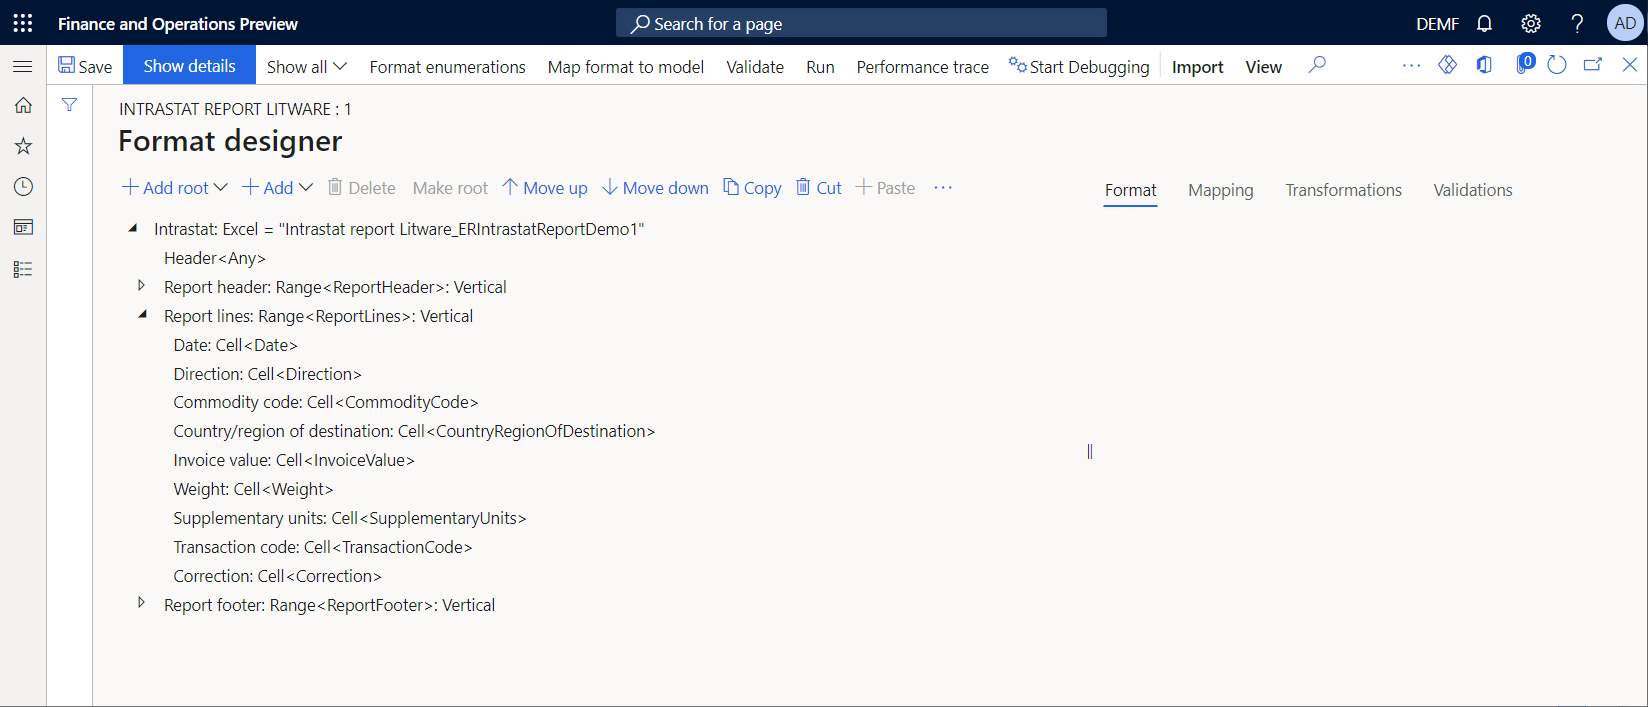 Finance and Operations Preview
Search for a page
DEMF
?
AD
Save
Show details
Show all
Format enumerations
Map format to model
Validate
Run
Performance trace
Start Debugging
Import
View
0
INTRASTAT REPORT LITWARE : 1
Format designer
Add root
Add
Delete
Make root
Move up
Move down
Copy
Cut
Paste
Format
Mapping
Transformations
Validations
Intrastat: Excel = "Intrastat report Litware_ERIntrastatReportDemo1"
Header<Any>
Report header: Range<ReportHeader>: Vertical
Report lines: Range<ReportLines>: Vertical
Date: Cell<Date>
Direction: Cell<Direction>
Commodity code: Cell<CommodityCode>
Country/region of destination: Cell<CountryRegionOfDestination>
Invoice value: Cell<InvoiceValue>
Weight: Cell<Weight>
Supplementary units: Cell<SupplementaryUnits>
Transaction code: Cell<TransactionCode>
Correction: Cell<Correction>
Report footer: Range<ReportFooter>: Vertical